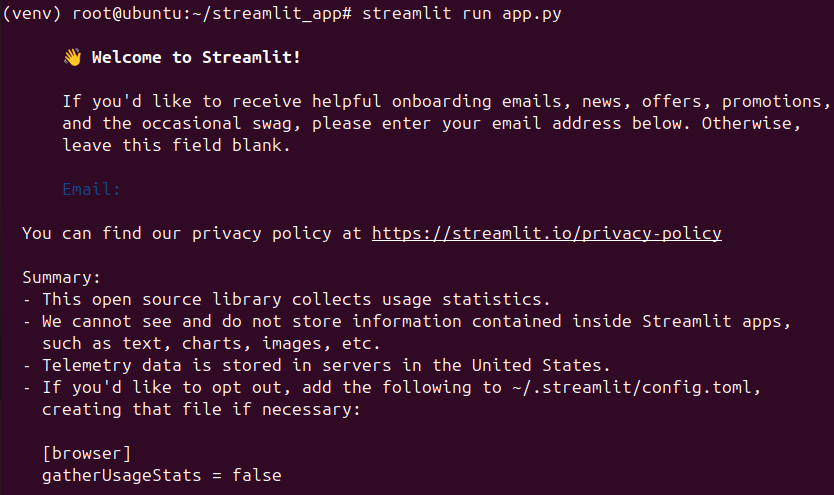 (venv) root@ubuntu:~/streamlit_app# streamlit run app.py
👋 Welcome to Streamlit!
If you'd like to receive helpful onboarding emails, news, offers, promotions,
and the occasional swag, please enter your email address below. Otherwise,
leave this field blank.
Email:
You can find our privacy policy at https://streamlit.io/privacy-policy
Summary:
- This open source library collects usage statistics.
- We cannot see and do not store information contained inside Streamlit apps,
such as text, charts, images, etc.
- Telemetry data is stored in servers in the United States.
- If you'd like to opt out, add the following to ~/.streamlit/config.toml,
creating that file if necessary:
[browser]
gatherUsageStats = false